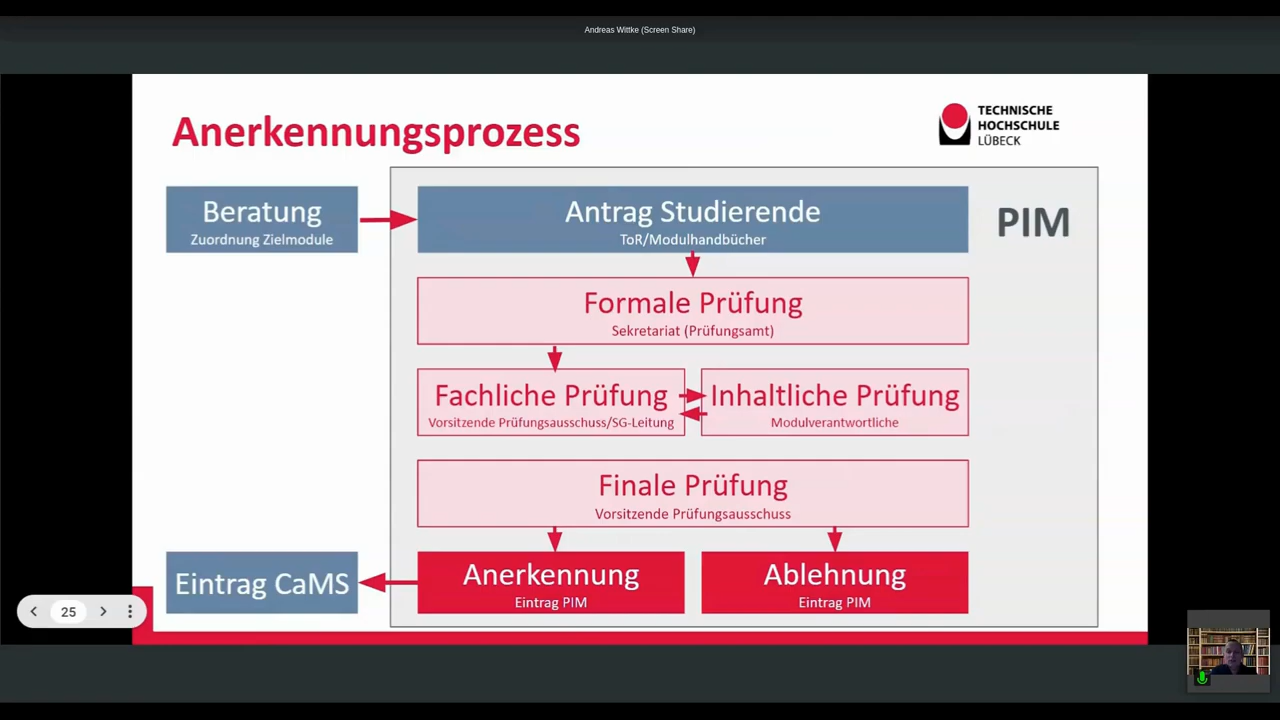 Andreas Wittke (Screen Share)
Anerkennungsprozess
TECHNISCHE
HOCHSCHULE
LÜBECK
Beratung
Zuordnung Zielmodule
Antrag Studierende
ToR/Modulhandbücher
PIM
Formale Prüfung
Sekretariat (Prüfungsamt)
Fachliche Prüfung
Vorsitzende Prüfungsausschuss/SG-Leitung
Inhaltliche Prüfung
Modulverantwortliche
Finale Prüfung
Vorsitzende Prüfungsausschuss
Eintrag CaMS
Anerkennung
Eintrag PIM
Ablehnung
Eintrag PIM
25